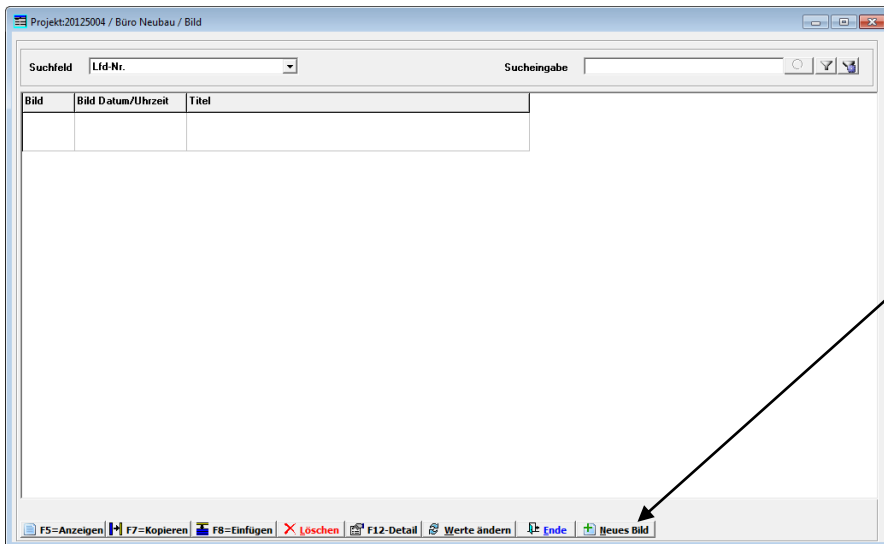 Projekt:20125004 / Büro Neubau / Bild
Suchfeld Lfd-Nr. Sucheingabe
Bild Bild Datum/Uhrzeit Titel
F5=Anzeigen F7=Kopieren F8=Einfügen Löschen F12-Detail Werte ändern Ende Neues Bild